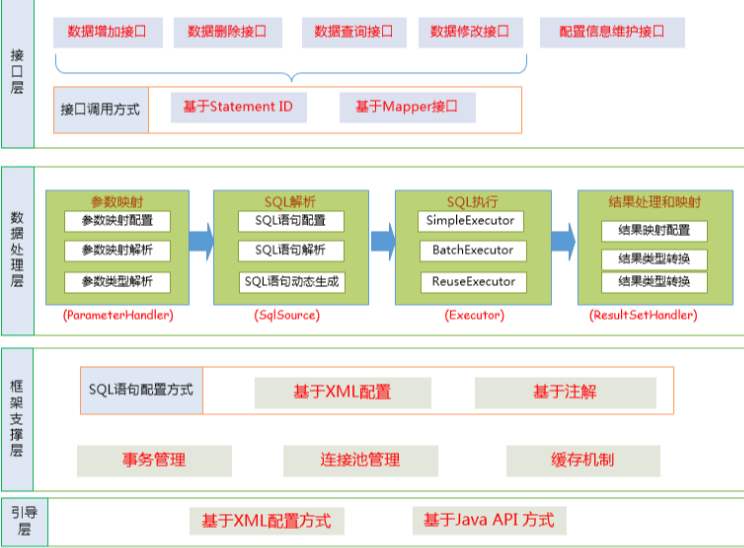 接口层
数据增加接口
数据删除接口
数据查询接口
数据修改接口
配置信息维护接口
接口调用方式
基于Statement ID
基于Mapper接口
数据处理层
参数映射
参数映射配置
参数映射解析
参数类型解析
(ParameterHandler)
SQL解析
SQL语句配置
SQL语句解析
SQL语句动态生成
(SqlSource)
SQL执行
SimpleExecutor
BatchExecutor
ReuseExecutor
(Executor)
结果处理和映射
结果映射配置
结果类型转换
结果类型转换
(ResultSetHandler)
框架支撑层
SQL语句配置方式
基于XML配置
基于注解
事务管理
连接池管理
缓存机制
引导层
基于XML配置方式
基于Java API 方式